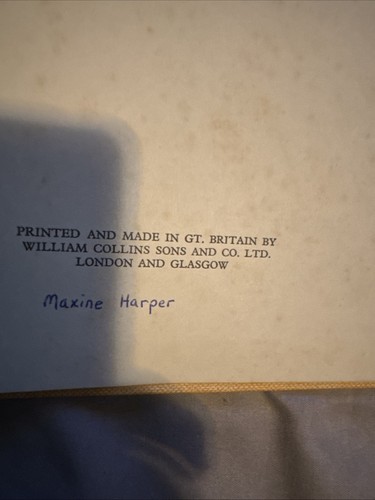 PRINTED AND MADE IN GT. BRITAIN BY
WILLIAM COLLINS SONS AND CO. LTD.
LONDON AND GLASGOW
Maxine Harper